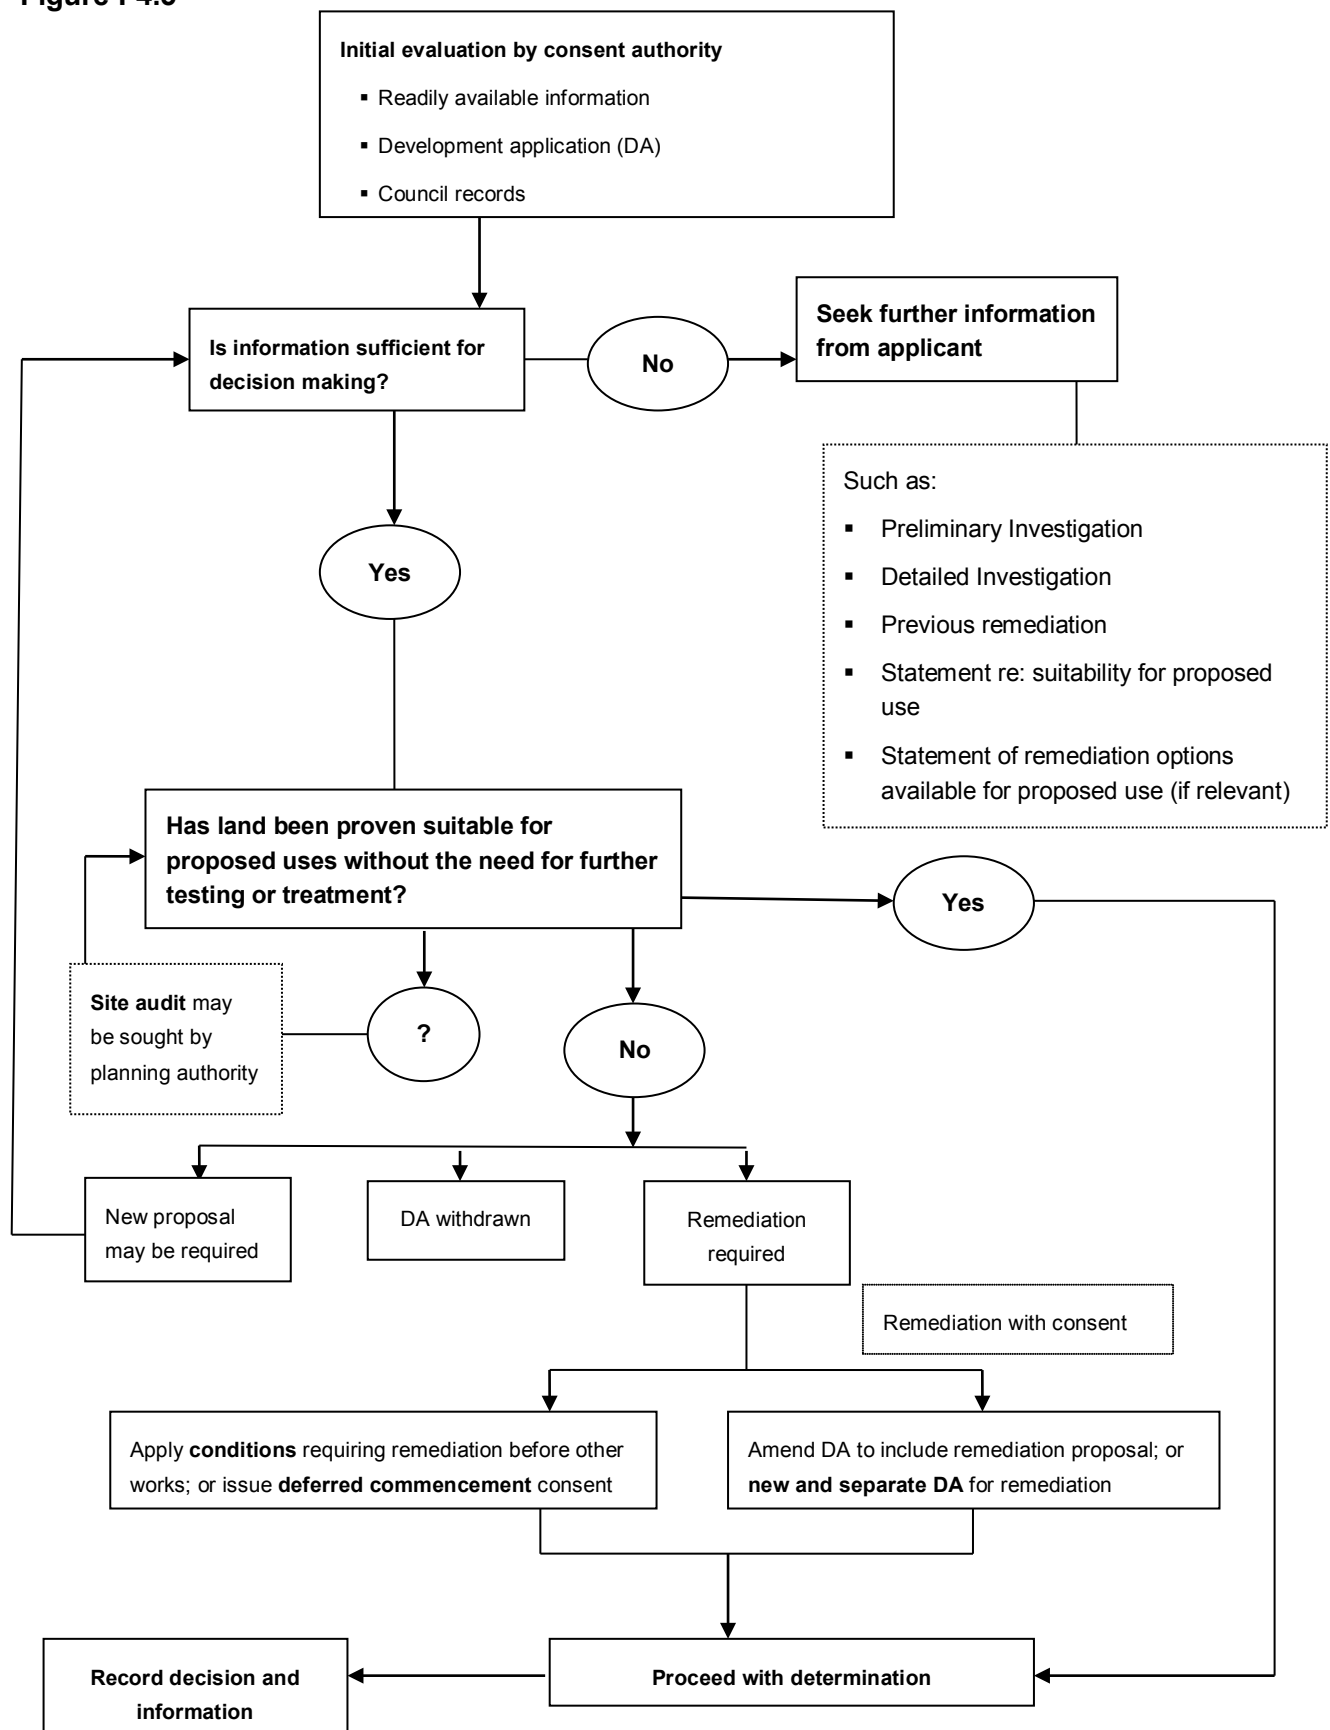 Figure
Initial evaluation by consent authority
▪ Readily available information
▪ Development application (DA)
▪ Council records
Is information sufficient for
decision making?
No
Seek further information
from applicant
Such as:
▪ Preliminary Investigation
▪ Detailed Investigation
▪ Previous remediation
▪ Statement re: suitability for proposed
use
▪ Statement of remediation options
available for proposed use (if relevant)
Yes
Has land been proven suitable for
proposed uses without the need for further
testing or treatment?
Yes
Site audit may
be sought by
planning authority
?
No
New proposal
may be required
DA withdrawn
Remediation
required
Remediation with consent
Apply conditions requiring remediation before other
works; or issue deferred commencement consent
Amend DA to include remediation proposal; or
new and separate DA for remediation
Record decision and
information
Proceed with determination